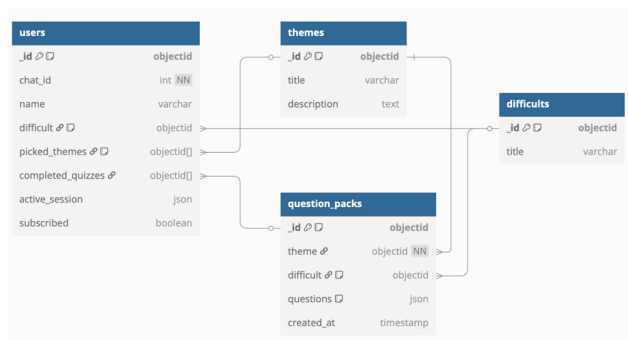 users
_id objectid
chat_id int NN
name varchar
difficult objectid
picked_themes objectid[]
completed_quizzes objectid[]
active_session json
subscribed boolean
themes
_id objectid
title varchar
description text
difficults
_id objectid
title varchar
question_packs
_id objectid
theme objectid NN
difficult objectid
questions json
created_at timestamp